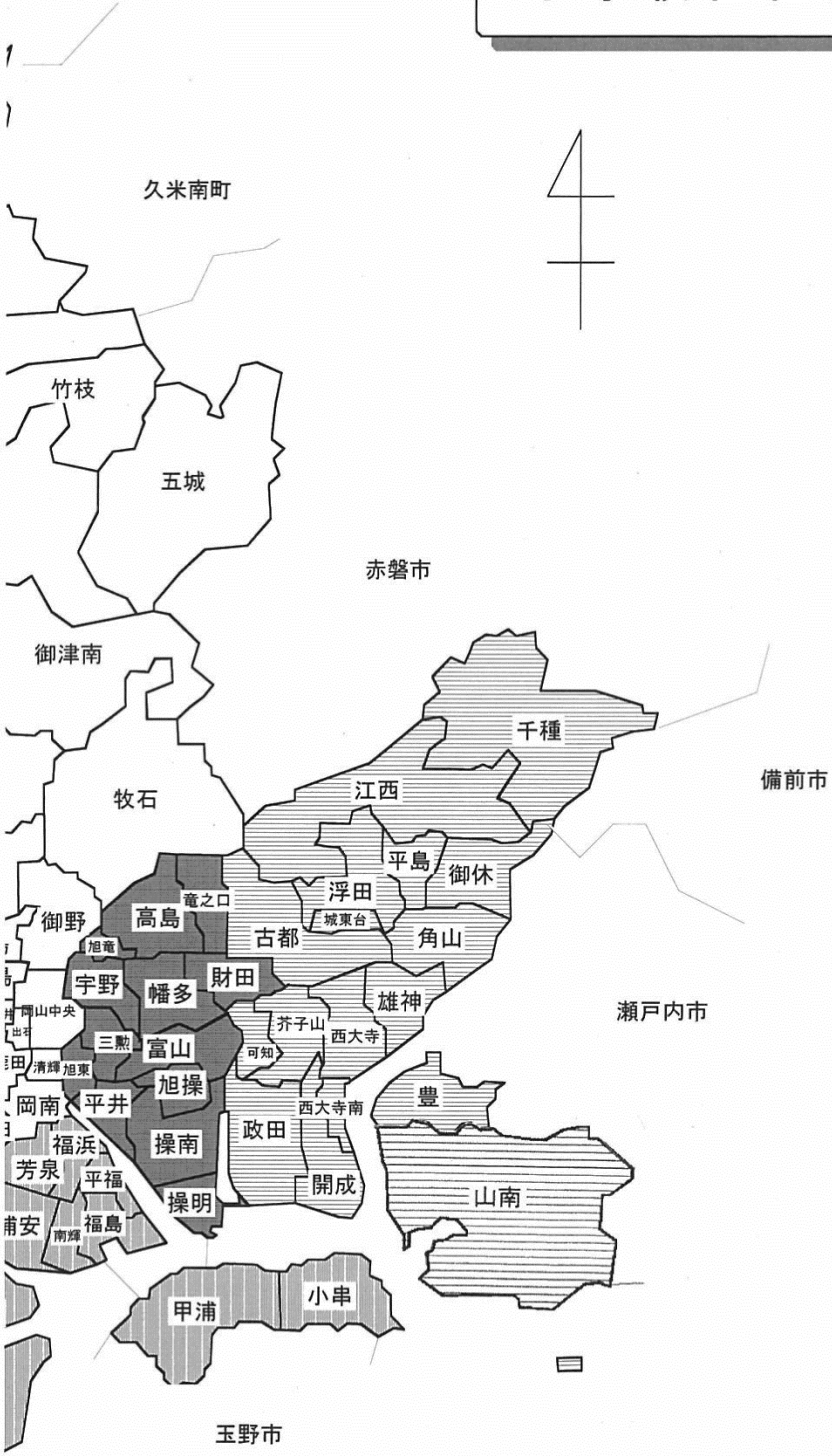 久米南町
竹枝
五城
赤磐市
御津南
千種
備前市
江西
牧石
平島
御休
浮田
竜之口
高島
城東台
御野
古都
角山
旭竜
財田
宇野
幡多
雄神
瀬戸内市
岡山中央
芥子山
出石
西大寺
三勲
富山
可知
清輝
旭東
旭操
豊
岡南
平井
西大寺南
政田
福浜
操南
芳泉
平福
開成
山南
操明
福島
浦安
南輝
小串
甲浦
玉野市